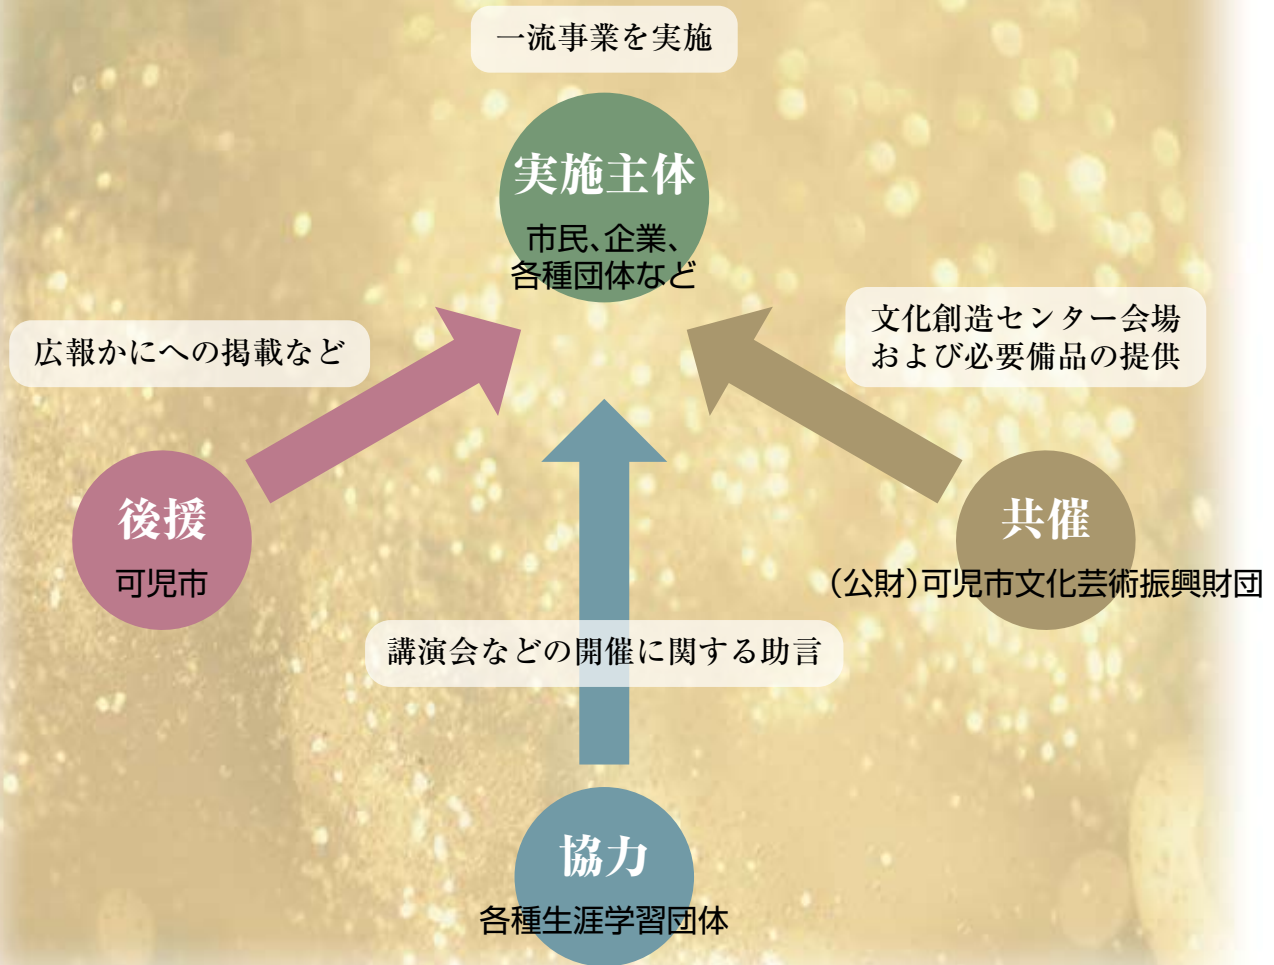 一流事業を実施
実施主体
市民、企業、
各種団体など
広報かにへの掲載など
文化創造センター会場
および必要備品の提供
後援
可児市
共催
（公財）可児市文化芸術振興財団
講演会などの開催に関する助言
協力
各種生涯学習団体